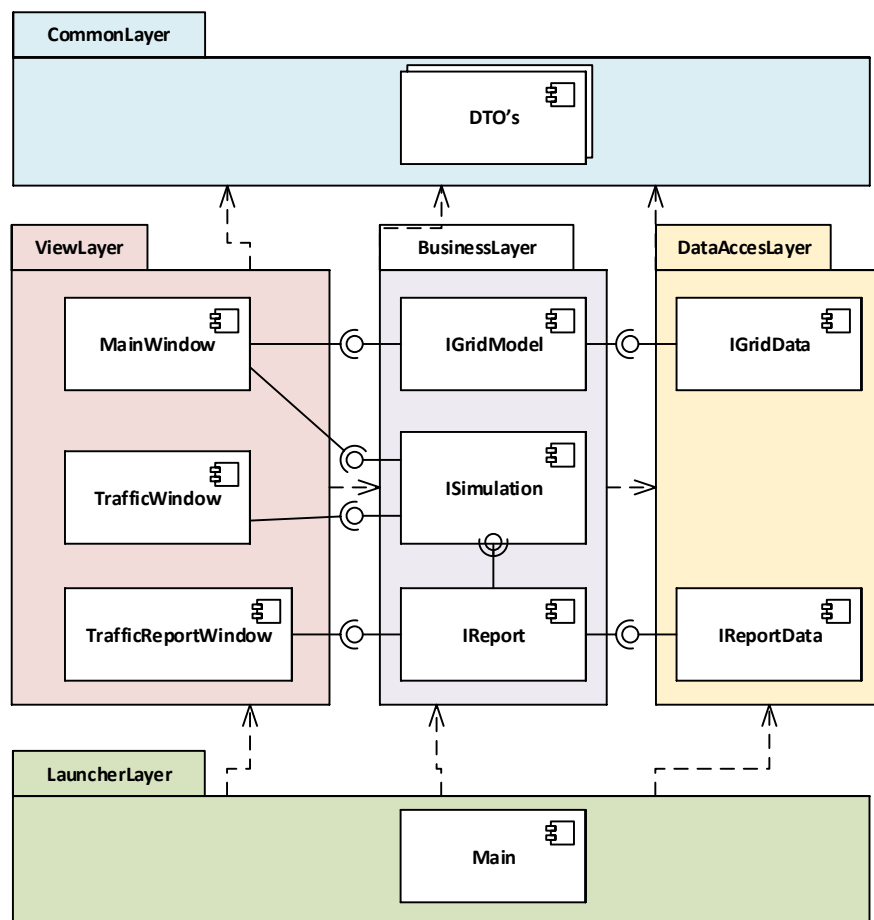 CommonLayer
DTO’s
ViewLayer
BusinessLayer
DataAccesLayer
MainWindow
IGridModel
IGridData
TrafficWindow
ISimulation
TrafficReportWindow
IReport
IReportData
LauncherLayer
Main